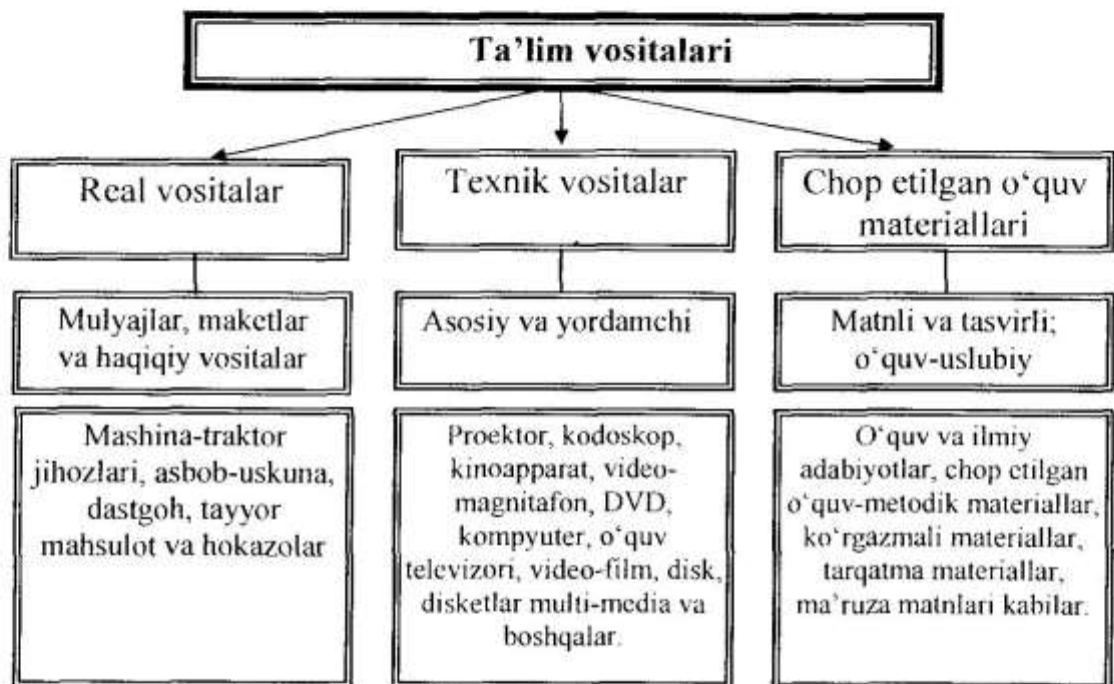 Ta’lim vositalari
Real vositalar
Texnik vositalar
Chop etilgan o‘quv
materiallari
Mulyajlar, maketlar
va haqiqiy vositalar
Asosiy va yordamchi
Matnli va tasvirli;
o‘quv-uslubiy
Mashina-traktor
jihozlari, asbob-uskuna,
dastgoh, tayyor
mahsulot va hokazolar
Proektor, kodoskop,
kinoapparat, video-
magnitafon, DVD,
kompyuter, o‘quv
televizori, video-film, disk,
disketlar multi-media va
boshqalar.
O‘quv va ilmiy
adabiyotlar, chop etilgan
o‘quv-metodik materiallar,
ko‘rgazmali materiallar,
tarqatma materiallar,
ma’ruza matnlari kabilar.